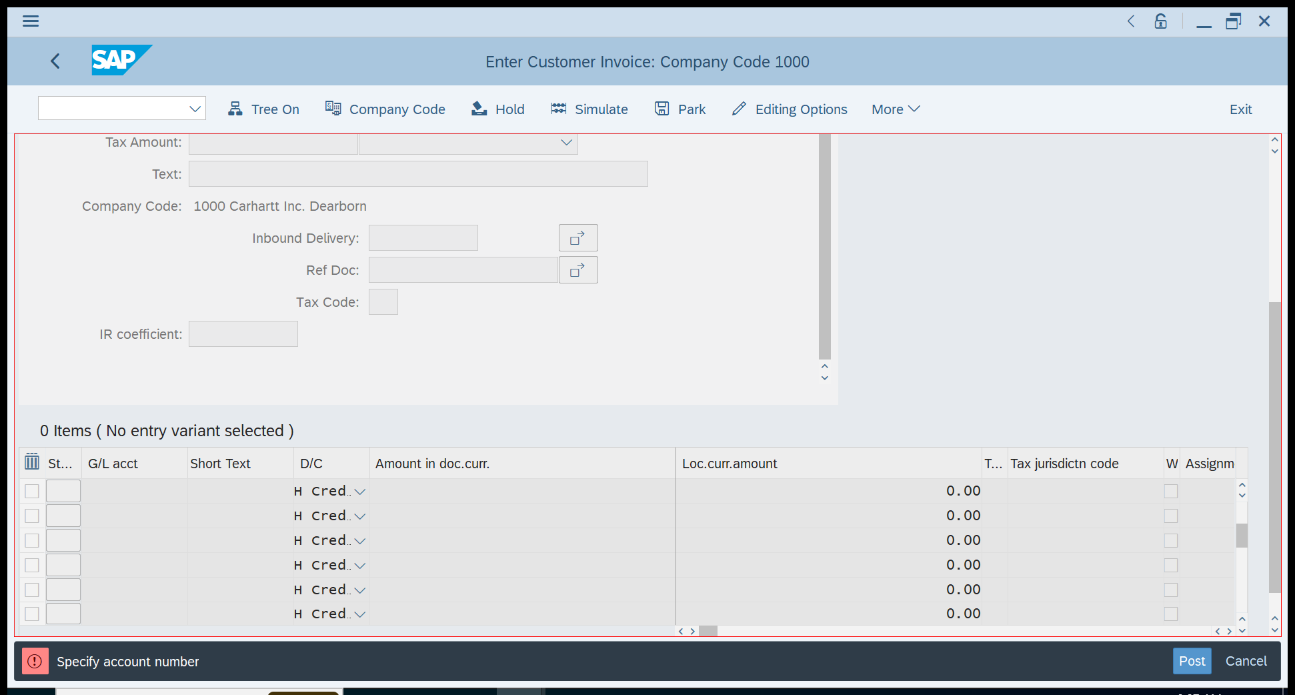 SAP
Enter Customer Invoice: Company Code 1000
Tree On Company Code Hold Simulate Park Editing Options More Exit
Tax Amount:
Text:
Company Code: 1000 Carhartt Inc. Dearborn
Inbound Delivery:
Ref Doc:
Tax Code:
IR coefficient:
0 Items ( No entry variant selected )
St... G/L acct Short Text D/C Amount in doc.curr. Loc.curr.amount T... Tax jurisdictn code W Assignm
H Cred.. 0.00
H Cred.. 0.00
H Cred.. 0.00
H Cred.. 0.00
H Cred.. 0.00
H Cred.. 0.00
Specify account number Post Cancel